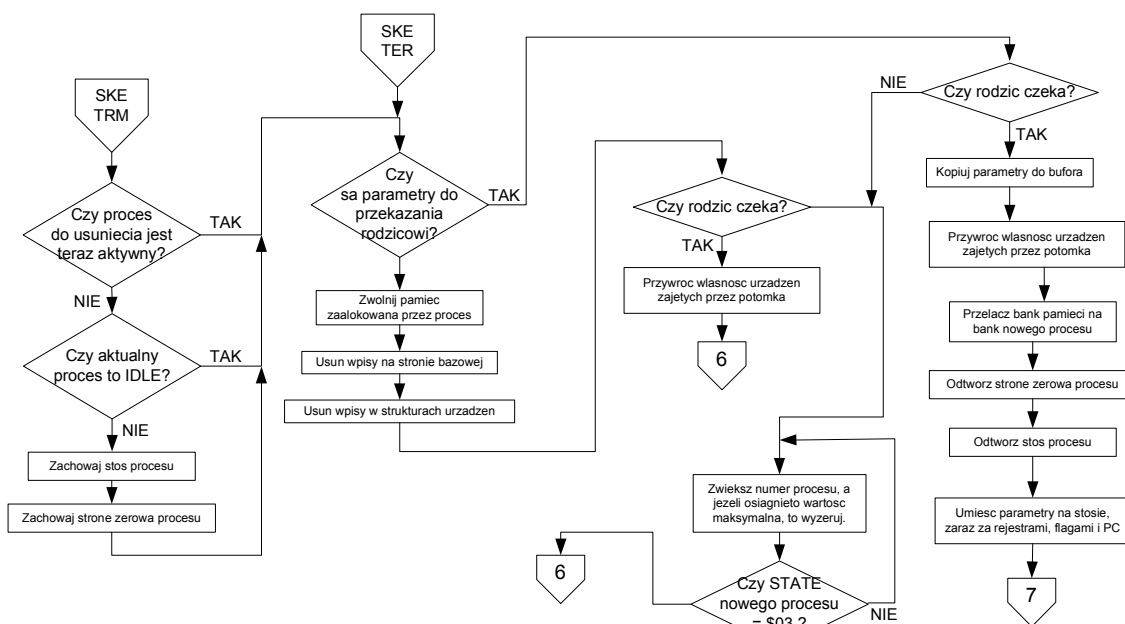 SKE
TRM
Czy proces
do usuniecia jest
teraz aktywny?
TAK
NIE
Czy aktualny
proces to IDLE?
TAK
NIE
Zachowaj stos procesu
Zachowaj strone zerowa procesu
SKE
TER
Czy
sa parametry do
przekazania
rodzicowi?
TAK
Zwolnij pamiec
zaalokowana przez proces
Usun wpisy na stronie bazowej
Usun wpisy w strukturach urzadzen
Czy rodzic czeka?
TAK
Przywroc wlasnosc urzadzen
zajetych przez potomka
6
Zwieksz numer procesu, a
jezeli osiagnieto wartosc
maksymalna, to wyzeruj.
6
Czy STATE
nowego procesu
= $03 ?
NIE
Czy rodzic czeka?
NIE
TAK
Kopiuj parametry do bufora
Przywroc wlasnosc urzadzen
zajetych przez potomka
Przelacz bank pamieci na
bank nowego procesu
Odtworz strone zerowa procesu
Odtworz stos procesu
Umiesc parametry na stosie,
zaraz za rejestrami, flagami i PC
7